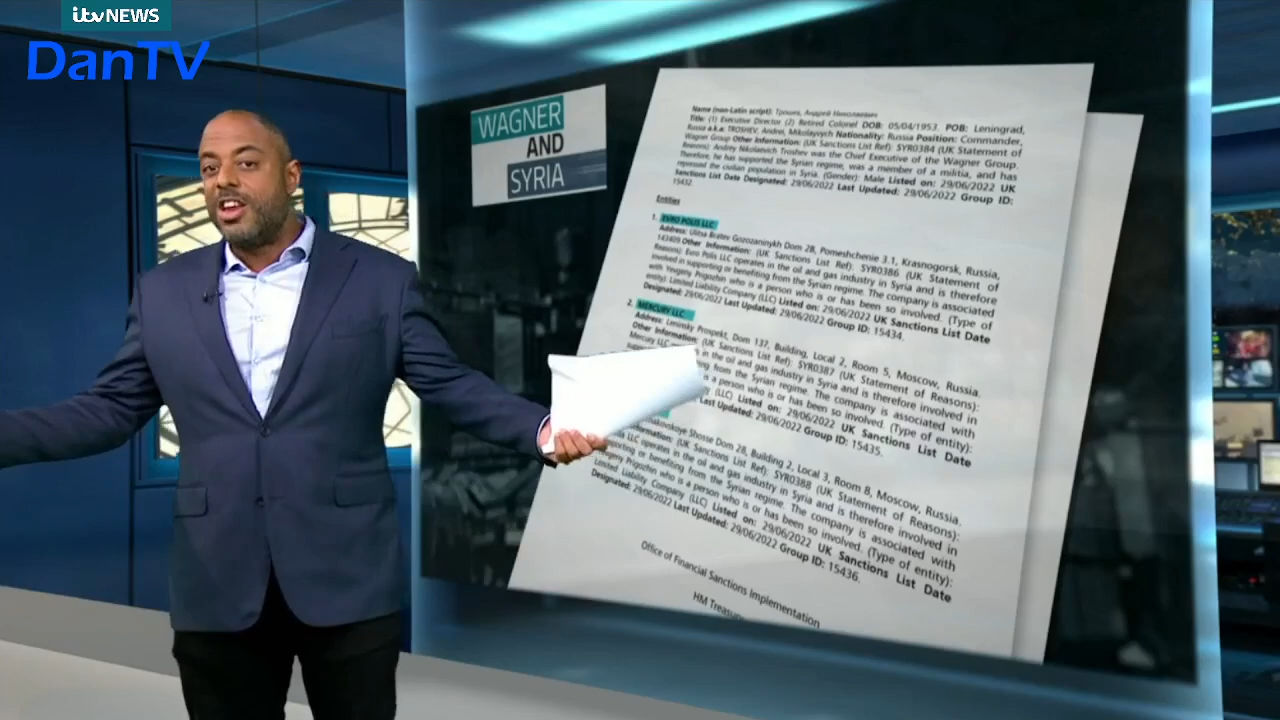 itv NEWS
DanTV
WAGNER
AND
SYRIA
Name (non-Latin script): Трошев, Андрей Николаевич
Title: (1) Executive Director (2) Retired Colonel DOB: 05/04/1953. POB: Leningrad,
Russia a.k.a: TROSHEV, Andrei, Mikolayvich Nationality: Russia Position: Commander,
Wagner Group Other Information: (UK Sanctions List Ref): SYR0384 (UK Statement of
Reasons): Andrey Nikolaevich Troshev was the Chief Executive of the Wagner Group.
Therefore, he has supported the Syrian regime, was a member of a militia, and has
repressed the civilian population in Syria. (Gender): Male Listed on: 29/06/2022 UK
Sanctions List Date Designated: 29/06/2022 Last Updated: 29/06/2022 Group ID:
15432.
Entities
1. EVRO POLIS LLC
Address: Ulitsa Bratev Gozozaninykh Dom 2B, Pomeshchenie 3.1, Krasnogorsk, Russia,
143409 Other Information: (UK Sanctions List Ref): SYR0386 (UK Statement of
Reasons): Evro Polis LLC operates in the oil and gas industry in Syria and is therefore
involved in supporting or benefiting from the Syrian regime. The company is associated
with Yevgeny Prigozhin who is a person who is or has been so involved. (Type of
entity): Limited Liability Company (LLC) Listed on: 29/06/2022 UK Sanctions List Date
Designated: 29/06/2022 Last Updated: 29/06/2022 Group ID: 15434.
2. MERCURY LLC
Address: Leninsky Prospekt, Dom 137, Building, Local 2, Room 5, Moscow, Russia.
Other Information: (UK Sanctions List Ref): SYR0387 (UK Statement of Reasons):
Mercury LLC in the oil and gas industry in Syria and is therefore involved in
from the Syrian regime. The company is associated with
is a person who is or has been so involved. (Type of entity):
(LLC) Listed on: 29/06/2022 UK Sanctions List Date
Last Updated: 29/06/2022 Group ID: 15435.
Shosse Dom 28, Building 2, Local 3, Room 8, Moscow, Russia.
(UK Sanctions List Ref): SYR0388 (UK Statement of Reasons):
LLC operates in the oil and gas industry in Syria and is therefore involved in
supporting or benefiting from the Syrian regime. The company is associated with
Yevgeny Prigozhin who is a person who is or has been so involved. (Type of entity):
Limited Liability Company (LLC) Listed on: 29/06/2022 UK Sanctions List Date
Designated: 29/06/2022 Last Updated: 29/06/2022 Group ID: 15436.
Office of Financial Sanctions Implementation
HM Treasury